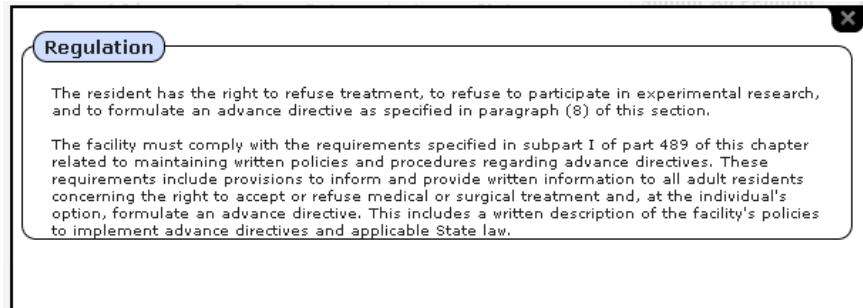 Regulation
The resident has the right to refuse treatment, to refuse to participate in experimental research,
and to formulate an advance directive as specified in paragraph (8) of this section.
The facility must comply with the requirements specified in subpart I of part 489 of this chapter
related to maintaining written policies and procedures regarding advance directives. These
requirements include provisions to inform and provide written information to all adult residents
concerning the right to accept or refuse medical or surgical treatment and, at the individual's
option, formulate an advance directive. This includes a written description of the facility's policies
to implement advance directives and applicable State law.